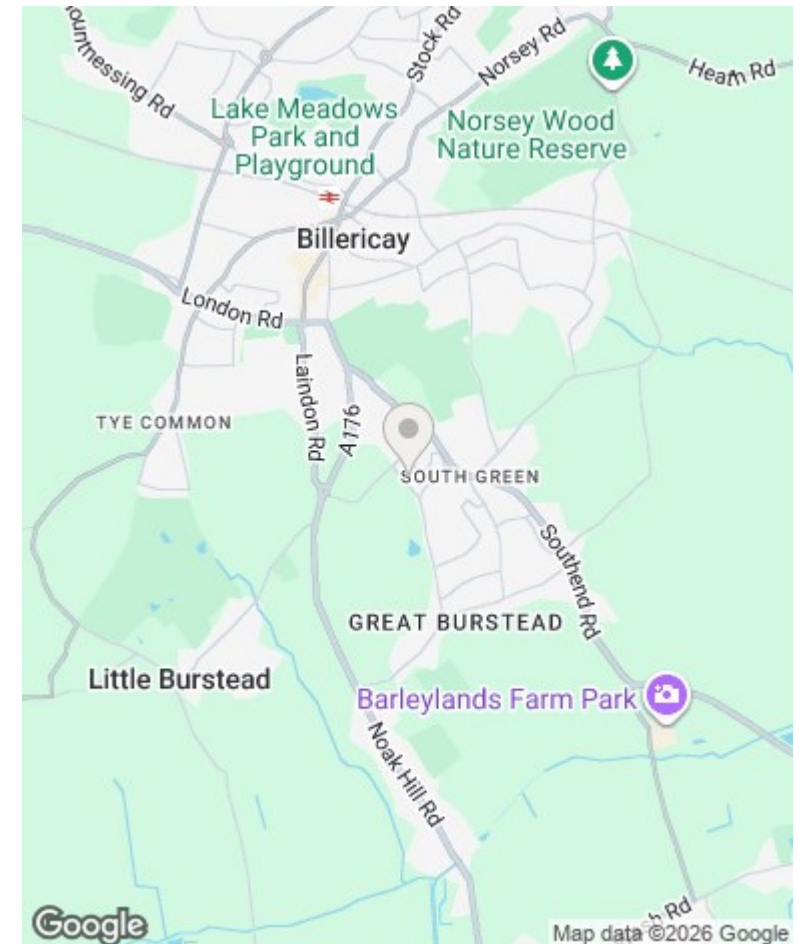 Stock Rd
Norsey Rd
Heath Rd
Lake Meadows
Park and
Playground
Norsey Wood
Nature Reserve
Billericay
London Rd
Laindon Rd
A176
TYE COMMON
SOUTH GREEN
Southend Rd
GREAT BURSTEAD
Little Burstead
Barleylands Farm Park
Noak Hill Rd
Rd
Google
Map data ©2026 Google